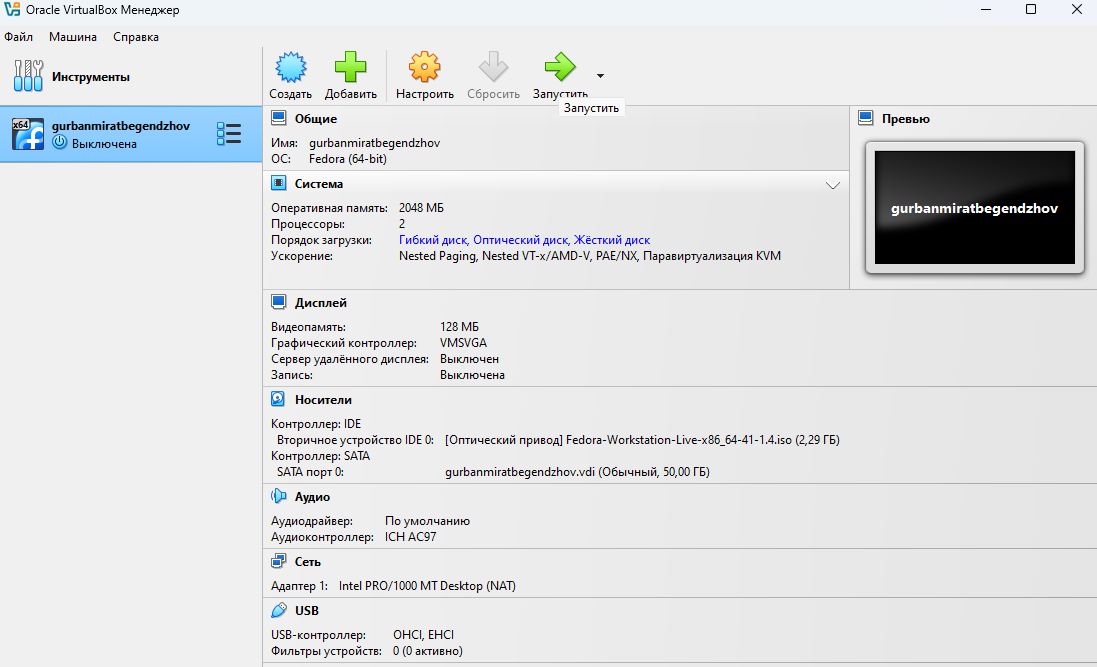 Oracle VirtualBox Менеджер
Файл Машина Справка
Инструменты
x64
gurbanmiratbegendzhov
Выключена
Создать Добавить Настроить Сбросить Запустить
Запустить
Общие
Имя: gurbanmiratbegendzhov
ОС: Fedora (64-bit)
Превью
gurbanmiratbegendzhov
Система
Оперативная память: 2048 МБ
Процессоры: 2
Порядок загрузки: Гибкий диск, Оптический диск, Жёсткий диск
Ускорение: Nested Paging, Nested VT-x/AMD-V, PAE/NX, Паравиртуализация KVM
Дисплей
Видеопамять: 128 МБ
Графический контроллер: VMSVGA
Сервер удалённого дисплея: Выключен
Запись: Выключена
Носители
Контроллер: IDE
Вторичное устройство IDE 0: [Оптический привод] Fedora-Workstation-Live-x86_64-41-1.4.iso (2,29 ГБ)
Контроллер: SATA
SATA порт 0: gurbanmiratbegendzhov.vdi (Обычный, 50,00 ГБ)
Аудио
Аудиодрайвер: По умолчанию
Аудиоконтроллер: ICH AC97
Сеть
Адаптер 1: Intel PRO/1000 MT Desktop (NAT)
USB
USB-контроллер: OHCI, EHCI
Фильтры устройств: 0 (0 активно)